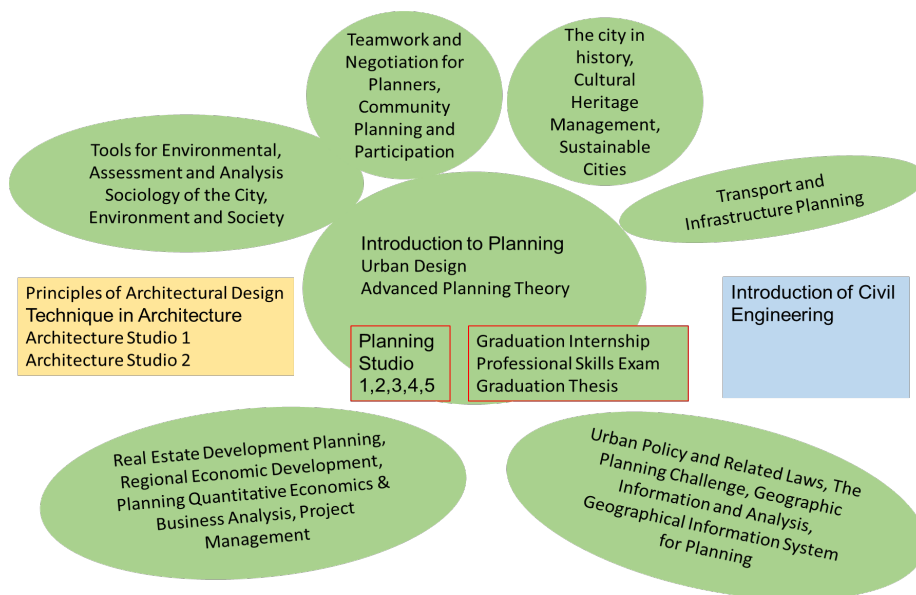 Teamwork and
Negotiation for
Planners,
Community
Planning and
Participation
The city in
history,
Cultural
Heritage
Management,
Sustainable
Cities
Tools for Environmental,
Assessment and Analysis
Sociology of the City,
Environment and Society
Transport and
Infrastructure Planning
Introduction to Planning
Urban Design
Advanced Planning Theory
Principles of Architectural Design
Technique in Architecture
Architecture Studio 1
Architecture Studio 2
Introduction of Civil
Engineering
Planning
Studio
1,2,3,4,5
Graduation Internship
Professional Skills Exam
Graduation Thesis
Real Estate Development Planning,
Regional Economic Development,
Planning Quantitative Economics &
Business Analysis, Project
Management
Urban Policy and Related Laws, The
Planning Challenge, Geographic
Information and Analysis,
Geographical Information System
for Planning